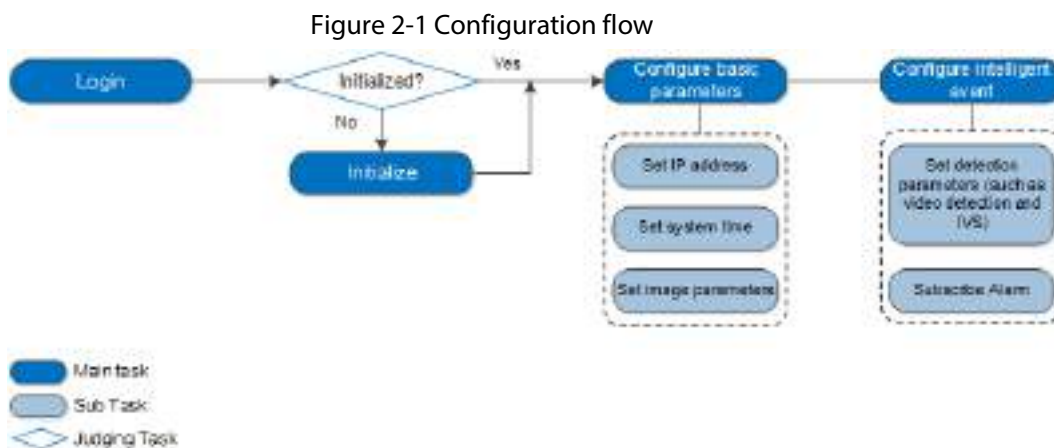 Figure 2-1 Configuration flow
Login
Initialized?
Yes
No
Initialize
Configure basic
parameters
Set IP address
Set system time
Set image parameters
Configure intelligent
event
Set detection
parameters (such as
video detection and
IVS)
Subscribe Alarm
Main task
Sub Task
Judging Task